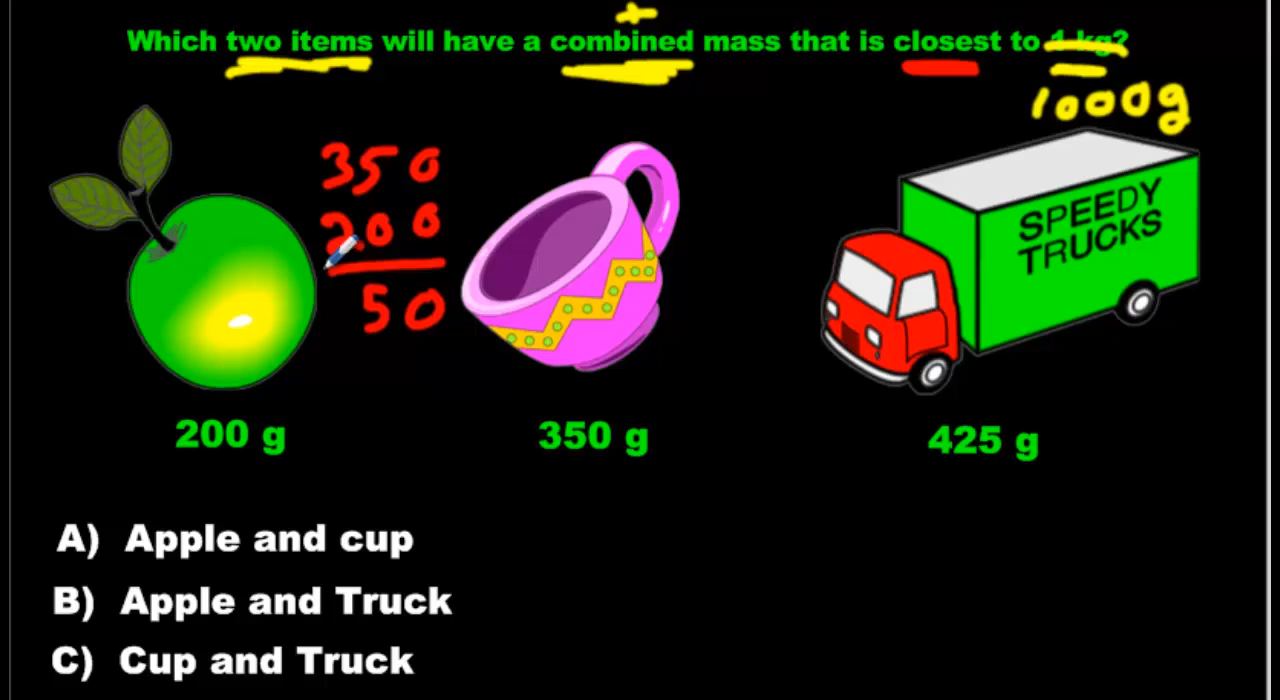 +
Which two items will have a combined mass that is closest to 1 kg?
1000g
350
200
50
SPEEDY
TRUCKS
200 g
350 g
425 g
A) Apple and cup
B) Apple and Truck
C) Cup and Truck